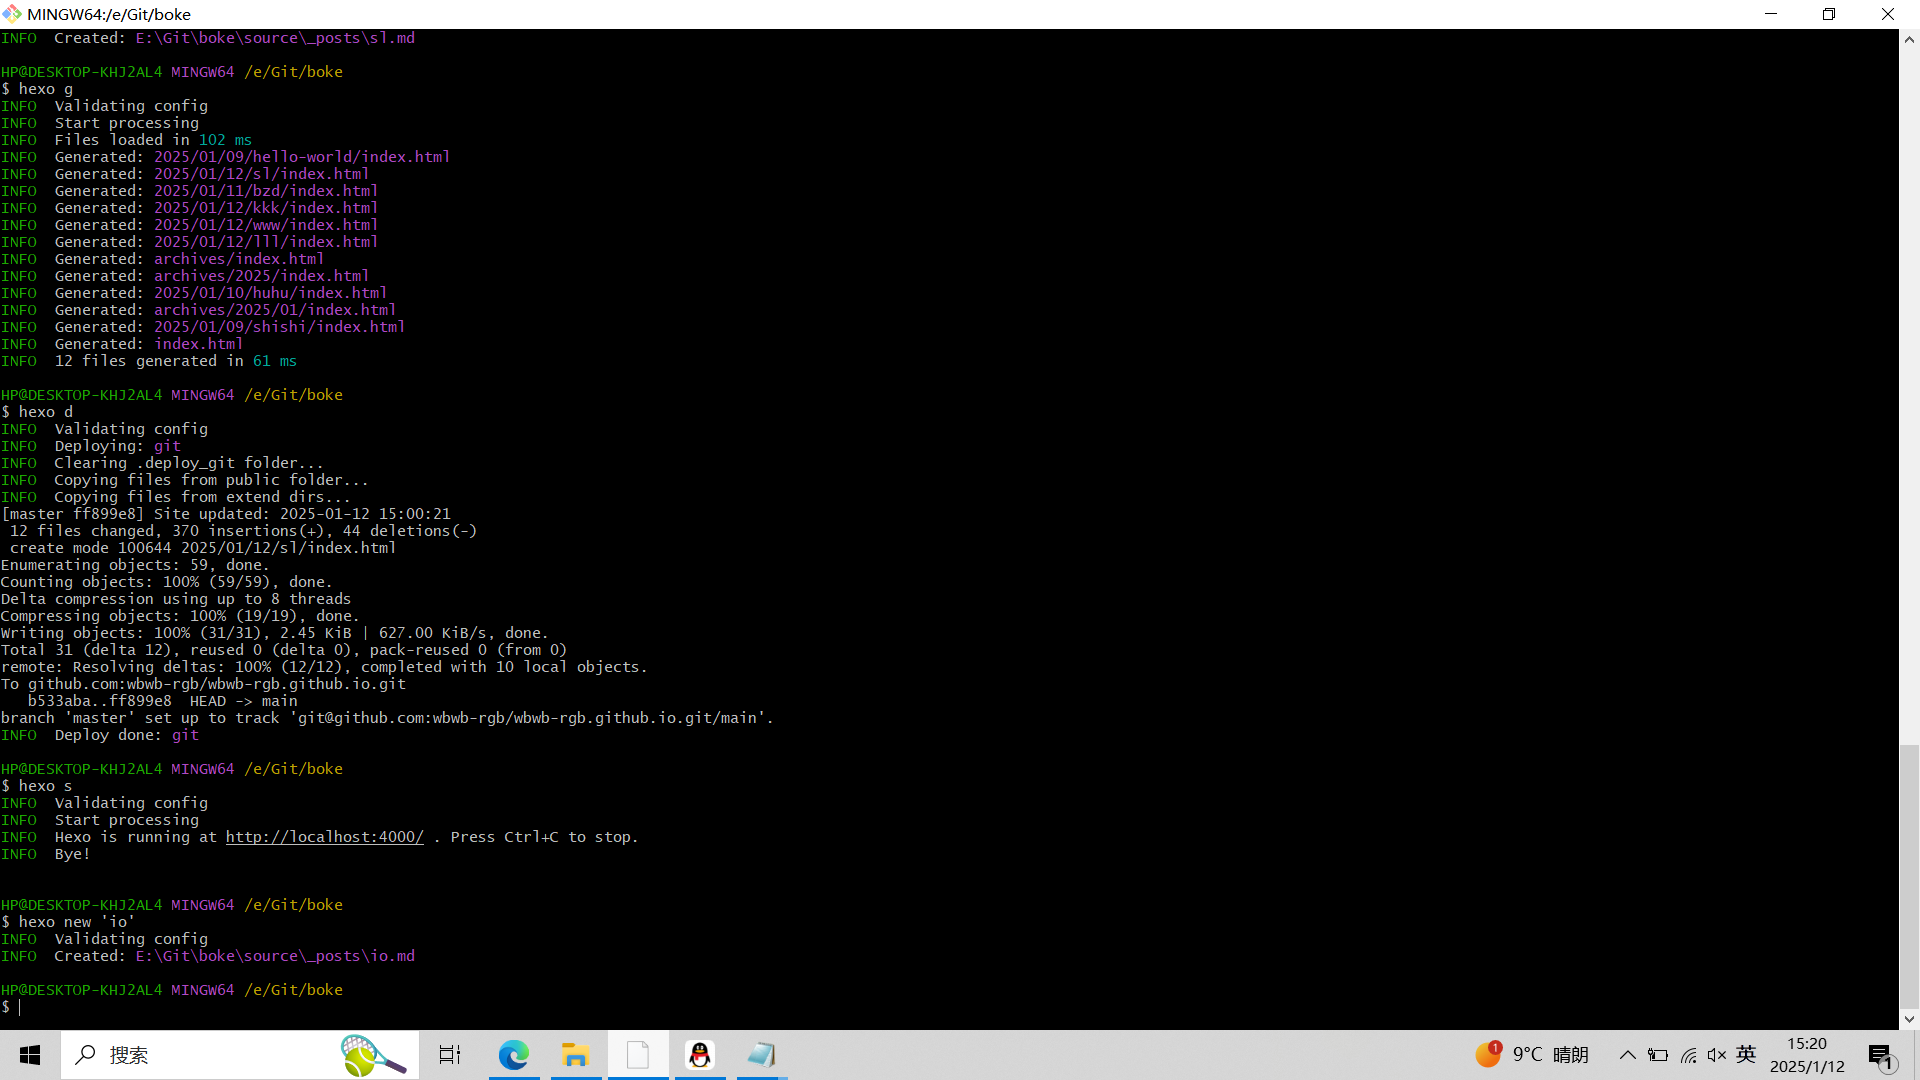 MINGW64:/e/Git/boke
INFO  Created: E:\Git\boke\source\_posts\sl.md
HP@DESKTOP-KHJ2AL4 MINGW64 /e/Git/boke
$ hexo g
INFO  Validating config
INFO  Start processing
INFO  Files loaded in 102 ms
INFO  Generated: 2025/01/09/hello-world/index.html
INFO  Generated: 2025/01/12/sl/index.html
INFO  Generated: 2025/01/11/bzd/index.html
INFO  Generated: 2025/01/12/kkk/index.html
INFO  Generated: 2025/01/12/www/index.html
INFO  Generated: 2025/01/12/lll/index.html
INFO  Generated: archives/index.html
INFO  Generated: archives/2025/index.html
INFO  Generated: 2025/01/10/huhu/index.html
INFO  Generated: archives/2025/01/index.html
INFO  Generated: 2025/01/09/shishi/index.html
INFO  Generated: index.html
INFO  12 files generated in 61 ms
HP@DESKTOP-KHJ2AL4 MINGW64 /e/Git/boke
$ hexo d
INFO  Validating config
INFO  Deploying: git
INFO  Clearing .deploy_git folder...
INFO  Copying files from public folder...
INFO  Copying files from extend dirs...
[master ff899e8] Site updated: 2025-01-12 15:00:21
 12 files changed, 370 insertions(+), 44 deletions(-)
 create mode 100644 2025/01/12/sl/index.html
Enumerating objects: 59, done.
Counting objects: 100% (59/59), done.
Delta compression using up to 8 threads
Compressing objects: 100% (19/19), done.
Writing objects: 100% (31/31), 2.45 KiB | 627.00 KiB/s, done.
Total 31 (delta 12), reused 0 (delta 0), pack-reused 0 (from 0)
remote: Resolving deltas: 100% (12/12), completed with 10 local objects.
To github.com:wbwb-rgb/wbwb-rgb.github.io.git
   b533aba..ff899e8  HEAD -> main
branch 'master' set up to track 'git@github.com:wbwb-rgb/wbwb-rgb.github.io.git/main'.
INFO  Deploy done: git
HP@DESKTOP-KHJ2AL4 MINGW64 /e/Git/boke
$ hexo s
INFO  Validating config
INFO  Start processing
INFO  Hexo is running at http://localhost:4000/ . Press Ctrl+C to stop.
INFO  Bye!
HP@DESKTOP-KHJ2AL4 MINGW64 /e/Git/boke
$ hexo new 'io'
INFO  Validating config
INFO  Created: E:\Git\boke\source\_posts\io.md
HP@DESKTOP-KHJ2AL4 MINGW64 /e/Git/boke
$
搜索
1
9°C 晴朗
英
15:20
2025/1/12
1